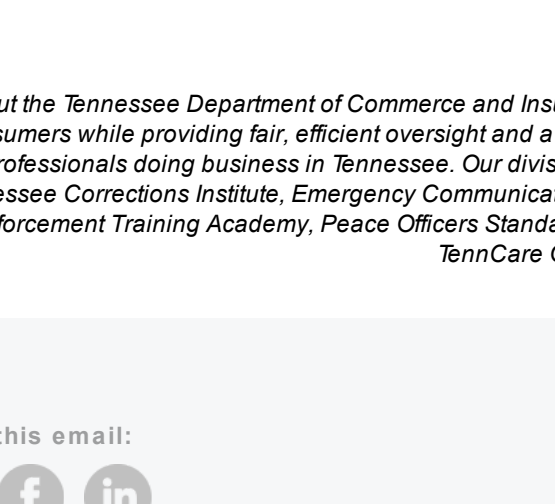 ut the Tennessee Department of Commerce and Ins
sumers while providing fair, efficient oversight and a
rofessionals doing business in Tennessee. Our divis
essee Corrections Institute, Emergency Communica
forcement Training Academy, Peace Officers Standa
TennCare
this email:
f
in